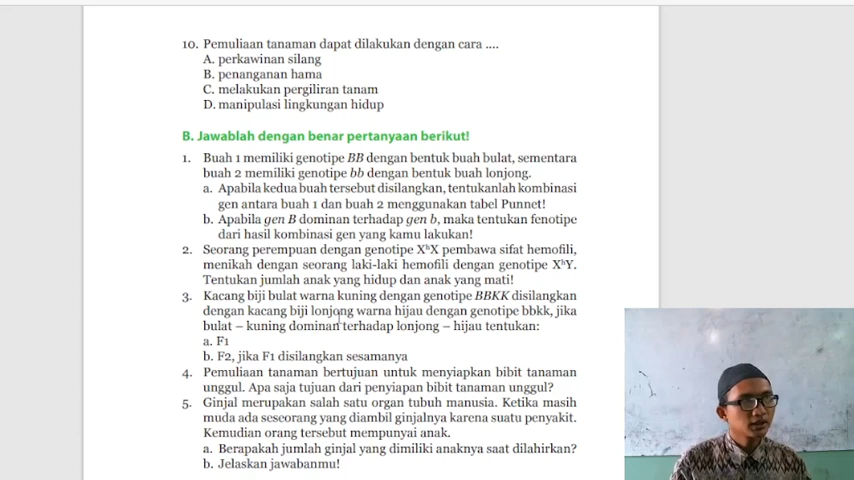 10. Pemuliaan tanaman dapat dilakukan dengan cara ....
A. perkawinan silang
B. penanganan hama
C. melakukan pergiliran tanam
D. manipulasi lingkungan hidup
B. Jawablah dengan benar pertanyaan berikut!
1. Buah 1 memiliki genotipe BB dengan bentuk buah bulat, sementara
buah 2 memiliki genotipe bb dengan bentuk buah lonjong.
a. Apabila kedua buah tersebut disilangkan, tentukanlah kombinasi
gen antara buah 1 dan buah 2 menggunakan tabel Punnet!
b. Apabila gen B dominan terhadap gen b, maka tentukan fenotipe
dari hasil kombinasi gen yang kamu lakukan!
2. Seorang perempuan dengan genotipe XʰX pembawa sifat hemofili,
menikah dengan seorang laki-laki hemofili dengan genotipe XʰY.
Tentukan jumlah anak yang hidup dan anak yang mati!
3. Kacang biji bulat warna kuning dengan genotipe BBKK disilangkan
dengan kacang biji lonjong warna hijau dengan genotipe bbkk, jika
bulat – kuning dominan terhadap lonjong – hijau tentukan:
a. F1
b. F2, jika F1 disilangkan sesamanya
4. Pemuliaan tanaman bertujuan untuk menyiapkan bibit tanaman
unggul. Apa saja tujuan dari penyiapan bibit tanaman unggul?
5. Ginjal merupakan salah satu organ tubuh manusia. Ketika masih
muda ada seseorang yang diambil ginjalnya karena suatu penyakit.
Kemudian orang tersebut mempunyai anak.
a. Berapakah jumlah ginjal yang dimiliki anaknya saat dilahirkan?
b. Jelaskan jawabanmu!